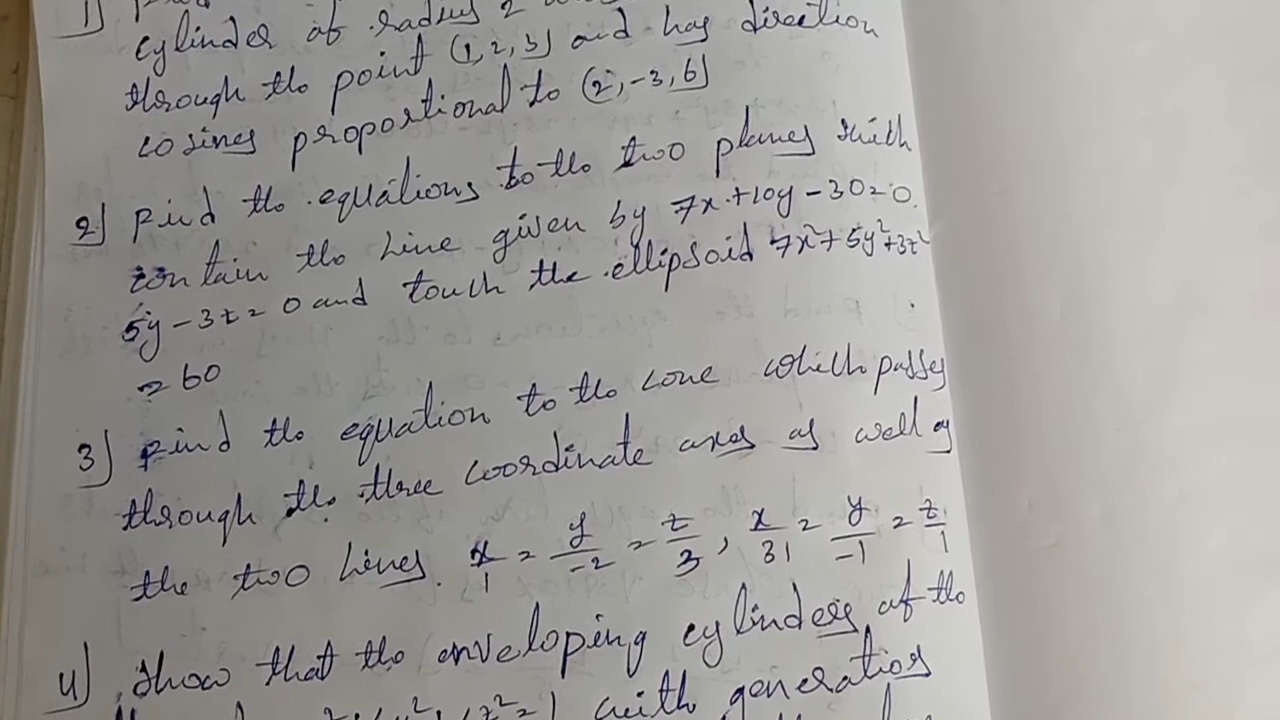 1)
cylinder of radius 2
through the point (1, 2, 3) and has direction
cosines proportional to (2, -3, 6)
2) Find the equations to the two planes which
contain the line given by 7x + 10y - 30 = 0.
5y - 3z = 0 and touch the ellipsoid 7x² + 5y² + 3z²
= 60
3) Find the equation to the cone which passes
through the three coordinate axes as well as
the two lines. x/1 = y/-2 = z/3, x/31 = y/-1 = z/1
4) Show that the enveloping cylinders of the
with generators